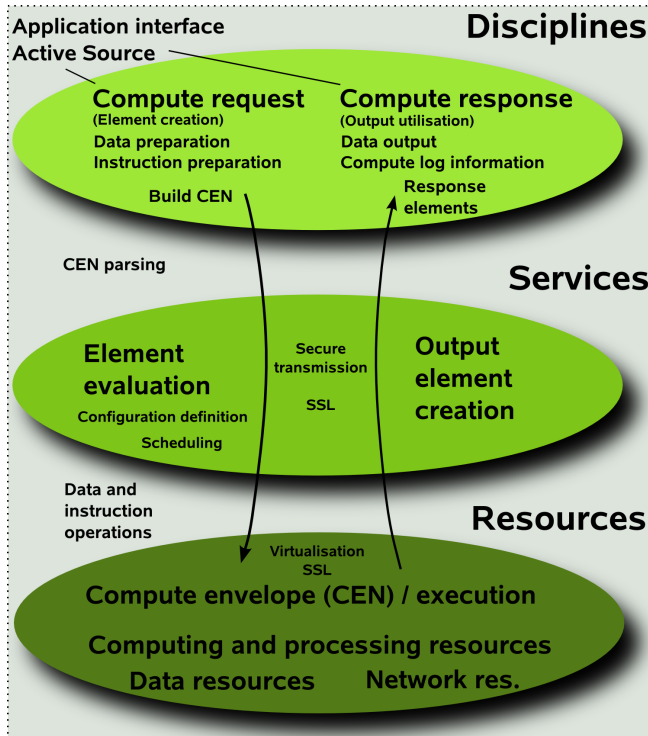 Application interface
Active Source
Disciplines
Compute request
(Element creation)
Data preparation
Instruction preparation
Build CEN
Compute response
(Output utilisation)
Data output
Compute log information
Response
elements
CEN parsing
Services
Element
evaluation
Configuration definition
Scheduling
Secure
transmission
SSL
Output
element
creation
Data and
instruction
operations
Resources
Virtualisation
SSL
Compute envelope (CEN) / execution
Computing and processing resources
Data resources
Network res.